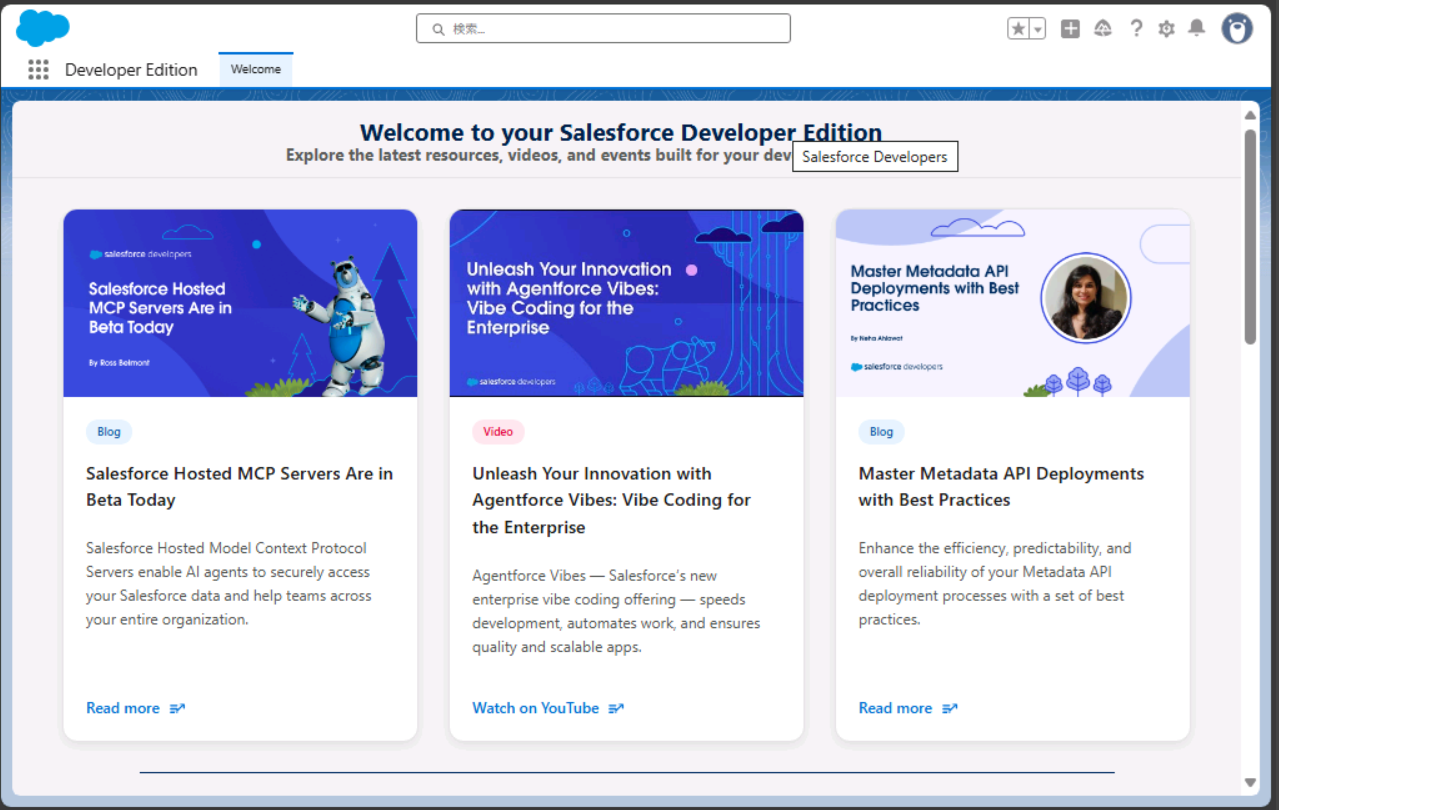 検索...
Developer Edition
Welcome
Welcome to your Salesforce Developer Edition
Explore the latest resources, videos, and events built for your dev
Salesforce Developers
salesforce developers
Salesforce Hosted
MCP Servers Are in
Beta Today
By Ross Belmont
Blog
Salesforce Hosted MCP Servers Are in
Beta Today
Salesforce Hosted Model Context Protocol
Servers enable AI agents to securely access
your Salesforce data and help teams across
your entire organization.
Read more
Unleash Your Innovation
with Agentforce Vibes:
Vibe Coding for the
Enterprise
salesforce developers
Video
Unleash Your Innovation with
Agentforce Vibes: Vibe Coding for
the Enterprise
Agentforce Vibes — Salesforce's new
enterprise vibe coding offering — speeds
development, automates work, and ensures
quality and scalable apps.
Watch on YouTube
Master Metadata API
Deployments with Best
Practices
By Neha Ahlawat
salesforce developers
Blog
Master Metadata API Deployments
with Best Practices
Enhance the efficiency, predictability, and
overall reliability of your Metadata API
deployment processes with a set of best
practices.
Read more